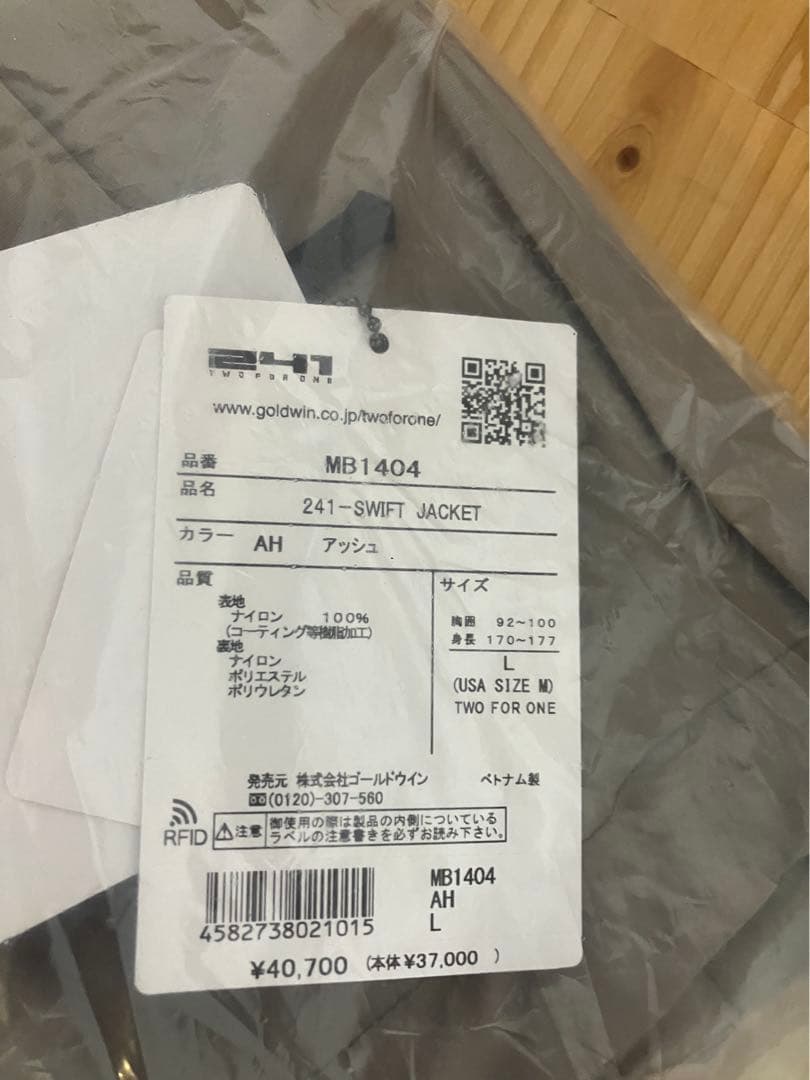 241
TWO FOR ONE
www.goldwin.co.jp/twoforone/
品番 MB1404
品名
241-SWIFT JACKET
カラー AH アッシュ
品質
表地
ナイロン 100%
(コーティング等樹脂加工)
裏地
ナイロン
ポリエステル
ポリウレタン
サイズ
胸囲 92~100
身長 170~177
L
(USA SIZE M)
TWO FOR ONE
発売元 株式会社ゴールドウイン ベトナム製
(0120)-307-560
RFID
注意 御使用の際は製品の内側についている
ラベルの注意書きを必ずお読み下さい。
MB1404
AH
L
4582738021015
¥40,700 (本体¥37,000 )